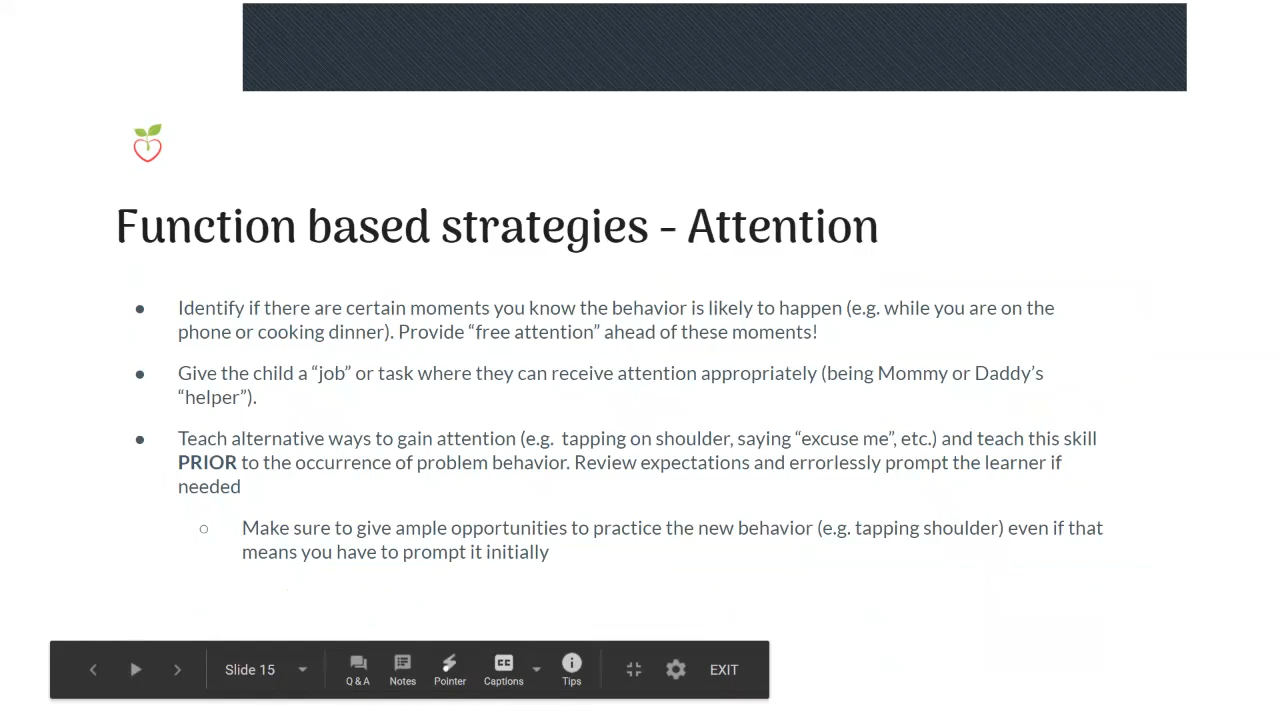 Function based strategies - Attention
● Identify if there are certain moments you know the behavior is likely to happen (e.g. while you are on the
phone or cooking dinner). Provide “free attention” ahead of these moments!
● Give the child a “job” or task where they can receive attention appropriately (being Mommy or Daddy’s
“helper”).
● Teach alternative ways to gain attention (e.g.  tapping on shoulder, saying “excuse me”, etc.) and teach this skill
PRIOR to the occurrence of problem behavior. Review expectations and errorlessly prompt the learner if
needed
○ Make sure to give ample opportunities to practice the new behavior (e.g. tapping shoulder) even if that
means you have to prompt it initially
Slide 15 Q & A Notes Pointer CC Captions Tips EXIT